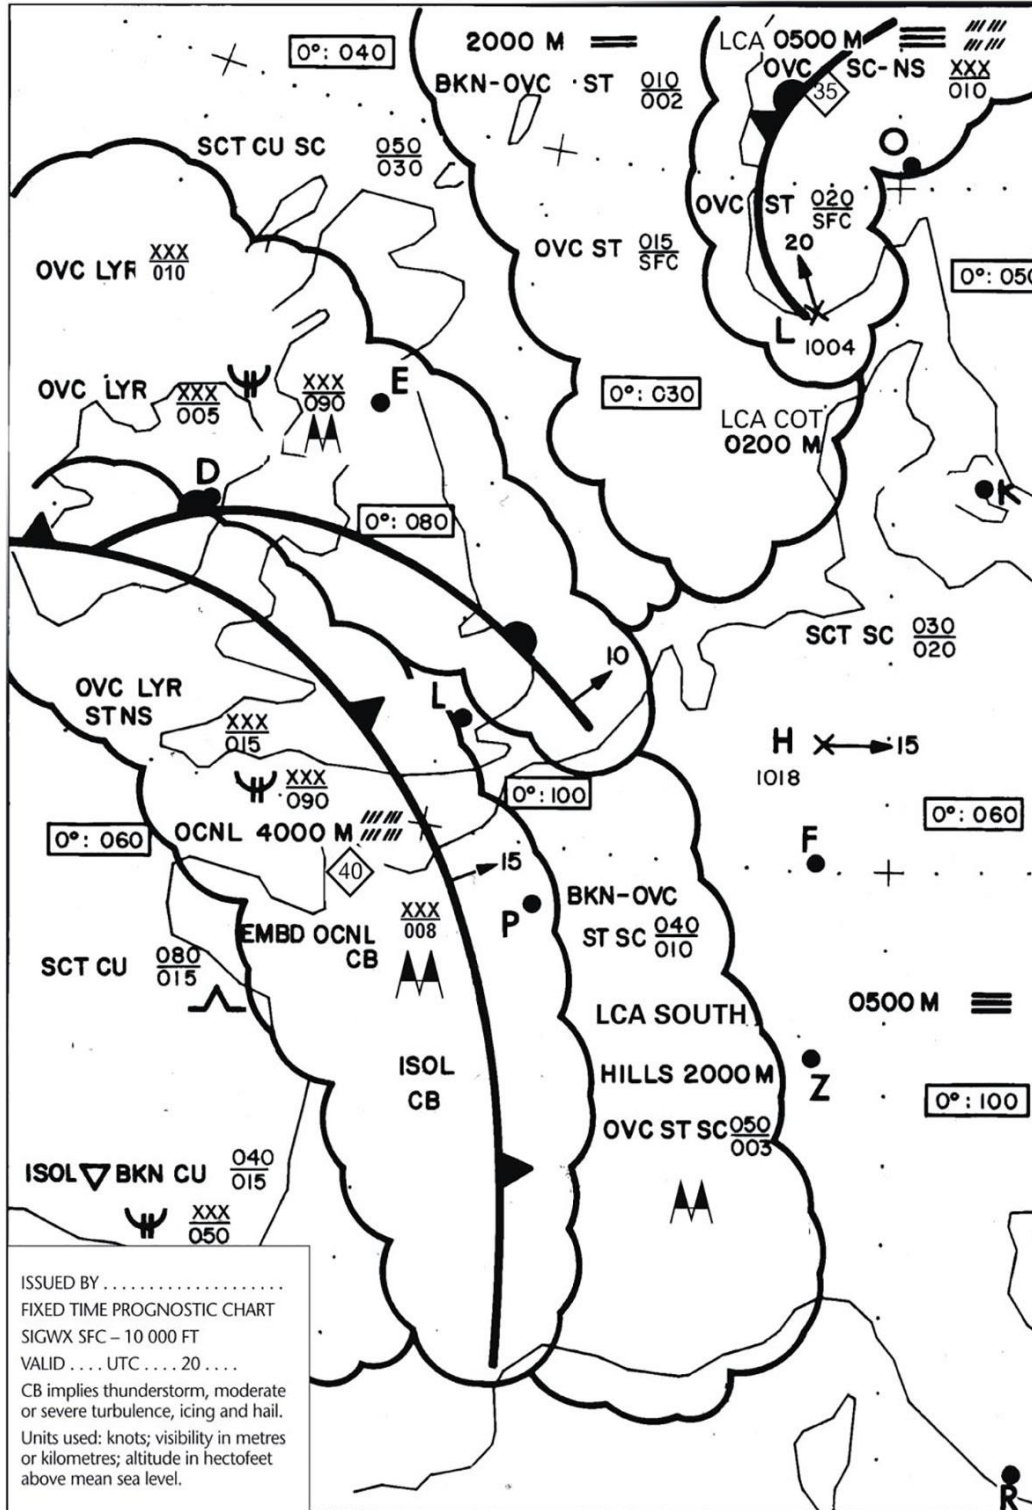 0°: 040
2000 M
BKN-OVC ST 010
002
LCA 0500 M
OVC SC-NS XXX
010
35
O
SCT CU SC 050
030
OVC LYR XXX
010
OVC ST 015
SFC
OVC ST 020
SFC
20
L
1004
0°: 050
OVC LYR XXX
005
XXX
090
E
0°: 030
LCA COT
0200 M
D
K
0°: 080
SCT SC 030
020
10
OVC LYR
ST NS
XXX
015
L
H
1018
15
XXX
090
0°: 100
0°: 060
OCNL 4000 M
0°: 060
40
15
F
EMBD OCNL
CB
XXX
008
P
BKN-OVC
ST SC 040
010
SCT CU 080
015
LCA SOUTH
0500 M
ISOL
CB
HILLS 2000 M
Z
0°: 100
OVC ST SC 050
003
ISOL BKN CU 040
015
XXX
050
ISSUED BY . . . . . . . . . . . . . . . . . . . .
FIXED TIME PROGNOSTIC CHART
SIGWX SFC – 10 000 FT
VALID . . . . UTC . . . . 20 . . . .
CB implies thunderstorm, moderate
or severe turbulence, icing and hail.
Units used: knots; visibility in metres
or kilometres; altitude in hectofeet
above mean sea level.
R